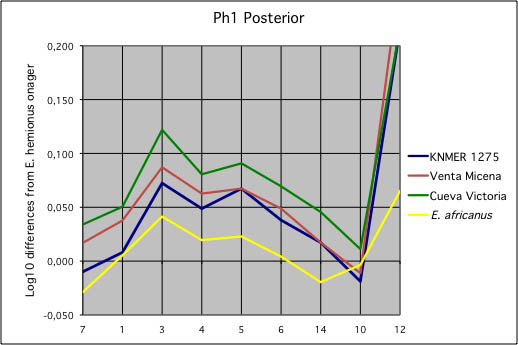 Ph1 Posterior
Log10 differences from E. hemionus onager
0,200
0,150
0,100
0,050
0,000
-0,050
7 1 3 4 5 6 14 10 12
KNMER 1275
Venta Micena
Cueva Victoria
E. africanus